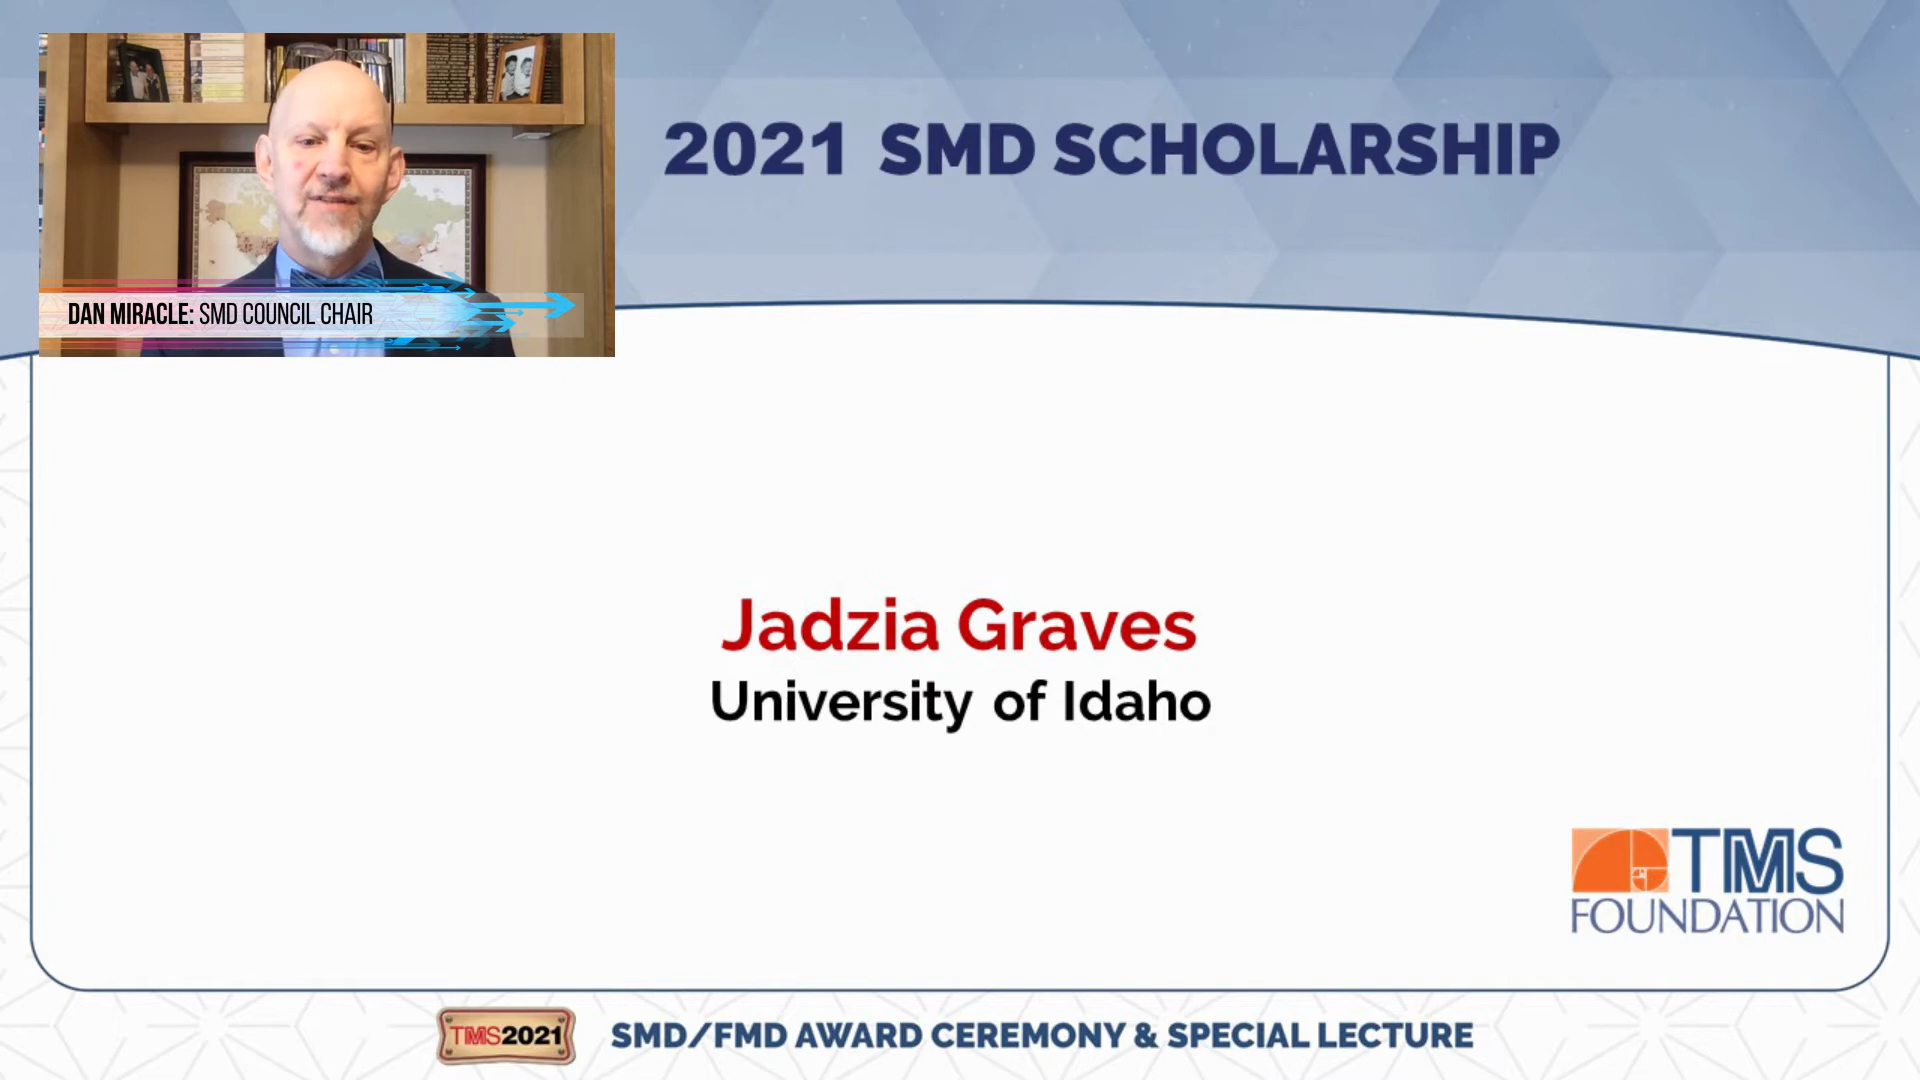 2021 SMD SCHOLARSHIP
DAN MIRACLE: SMD COUNCIL CHAIR
Jadzia Graves
University of Idaho
TMS
FOUNDATION
TMS2021
SMD/FMD AWARD CEREMONY & SPECIAL LECTURE